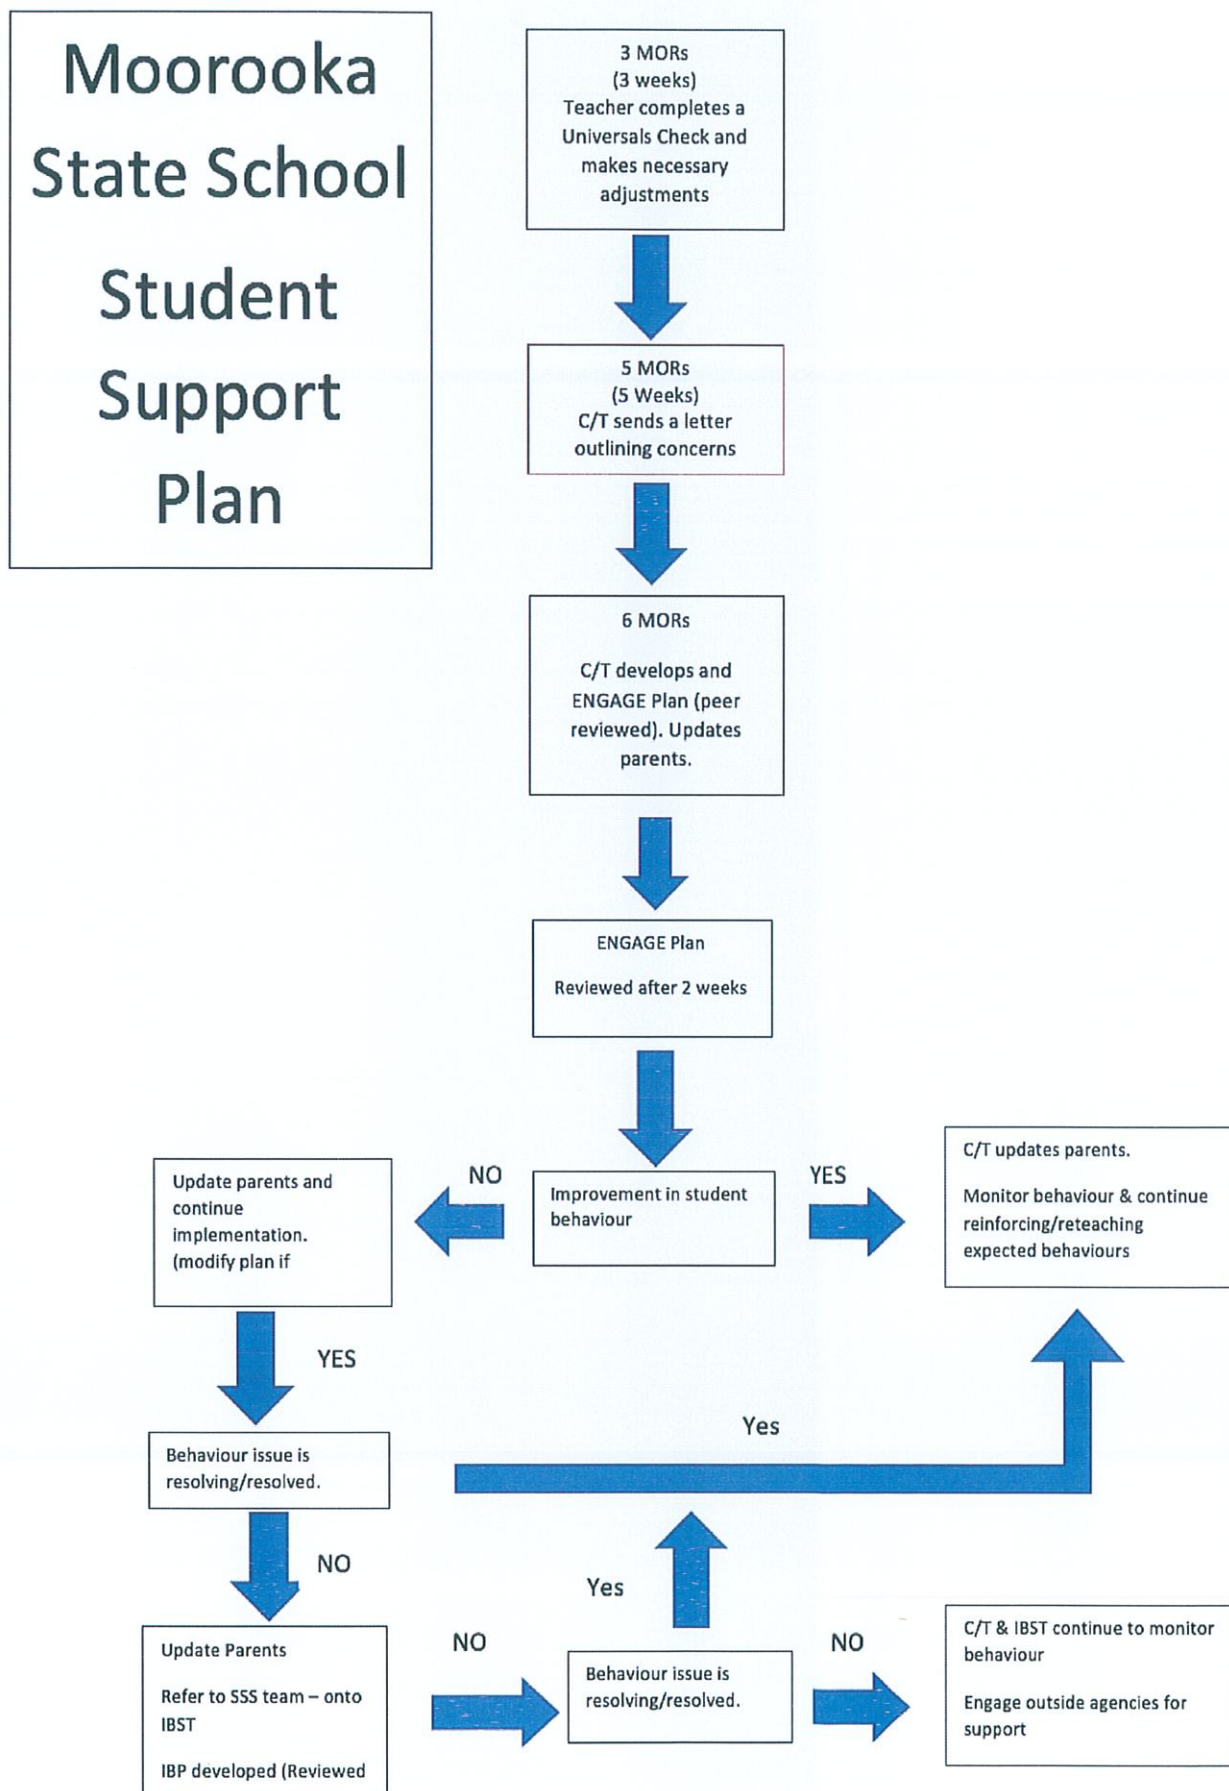 Moorooka
State School
Student
Support
Plan
3 MORs
(3 weeks)
Teacher completes a
Universals Check and
makes necessary
adjustments
5 MORs
(5 Weeks)
C/T sends a letter
outlining concerns
6 MORs
C/T develops and
ENGAGE Plan (peer
reviewed). Updates
parents.
ENGAGE Plan
Reviewed after 2 weeks
Improvement in student
behaviour
NO
YES
Update parents and
continue
implementation.
(modify plan if
C/T updates parents.
Monitor behaviour & continue
reinforcing/reteaching
expected behaviours
YES
Behaviour issue is
resolving/resolved.
Yes
NO
Update Parents
Refer to SSS team – onto
IBST
IBP developed (Reviewed
NO
Yes
Behaviour issue is
resolving/resolved.
NO
C/T & IBST continue to monitor
behaviour
Engage outside agencies for
support